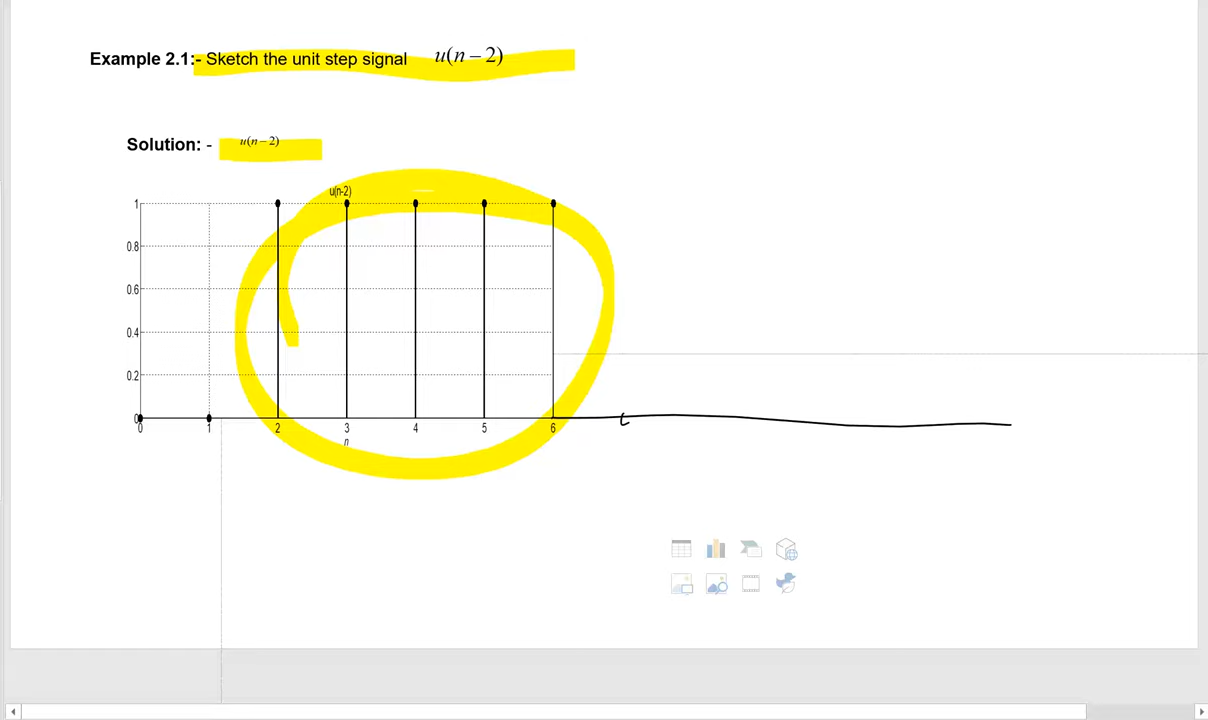 Example 2.1:- Sketch the unit step signal u(n – 2)
Solution: - u(n – 2)
u(n-2)
1
0.8
0.6
0.4
0.2
0
0 1 2 3 4 5 6
n